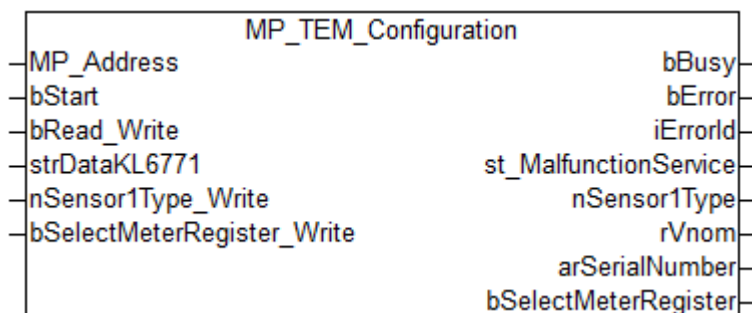 MP_TEM_Configuration
MP_Address bBusy
bStart bError
bRead_Write iErrorId
strDataKL6771 st_MalfunctionService
nSensor1Type_Write nSensor1Type
bSelectMeterRegister_Write rVnom
arSerialNumber
bSelectMeterRegister